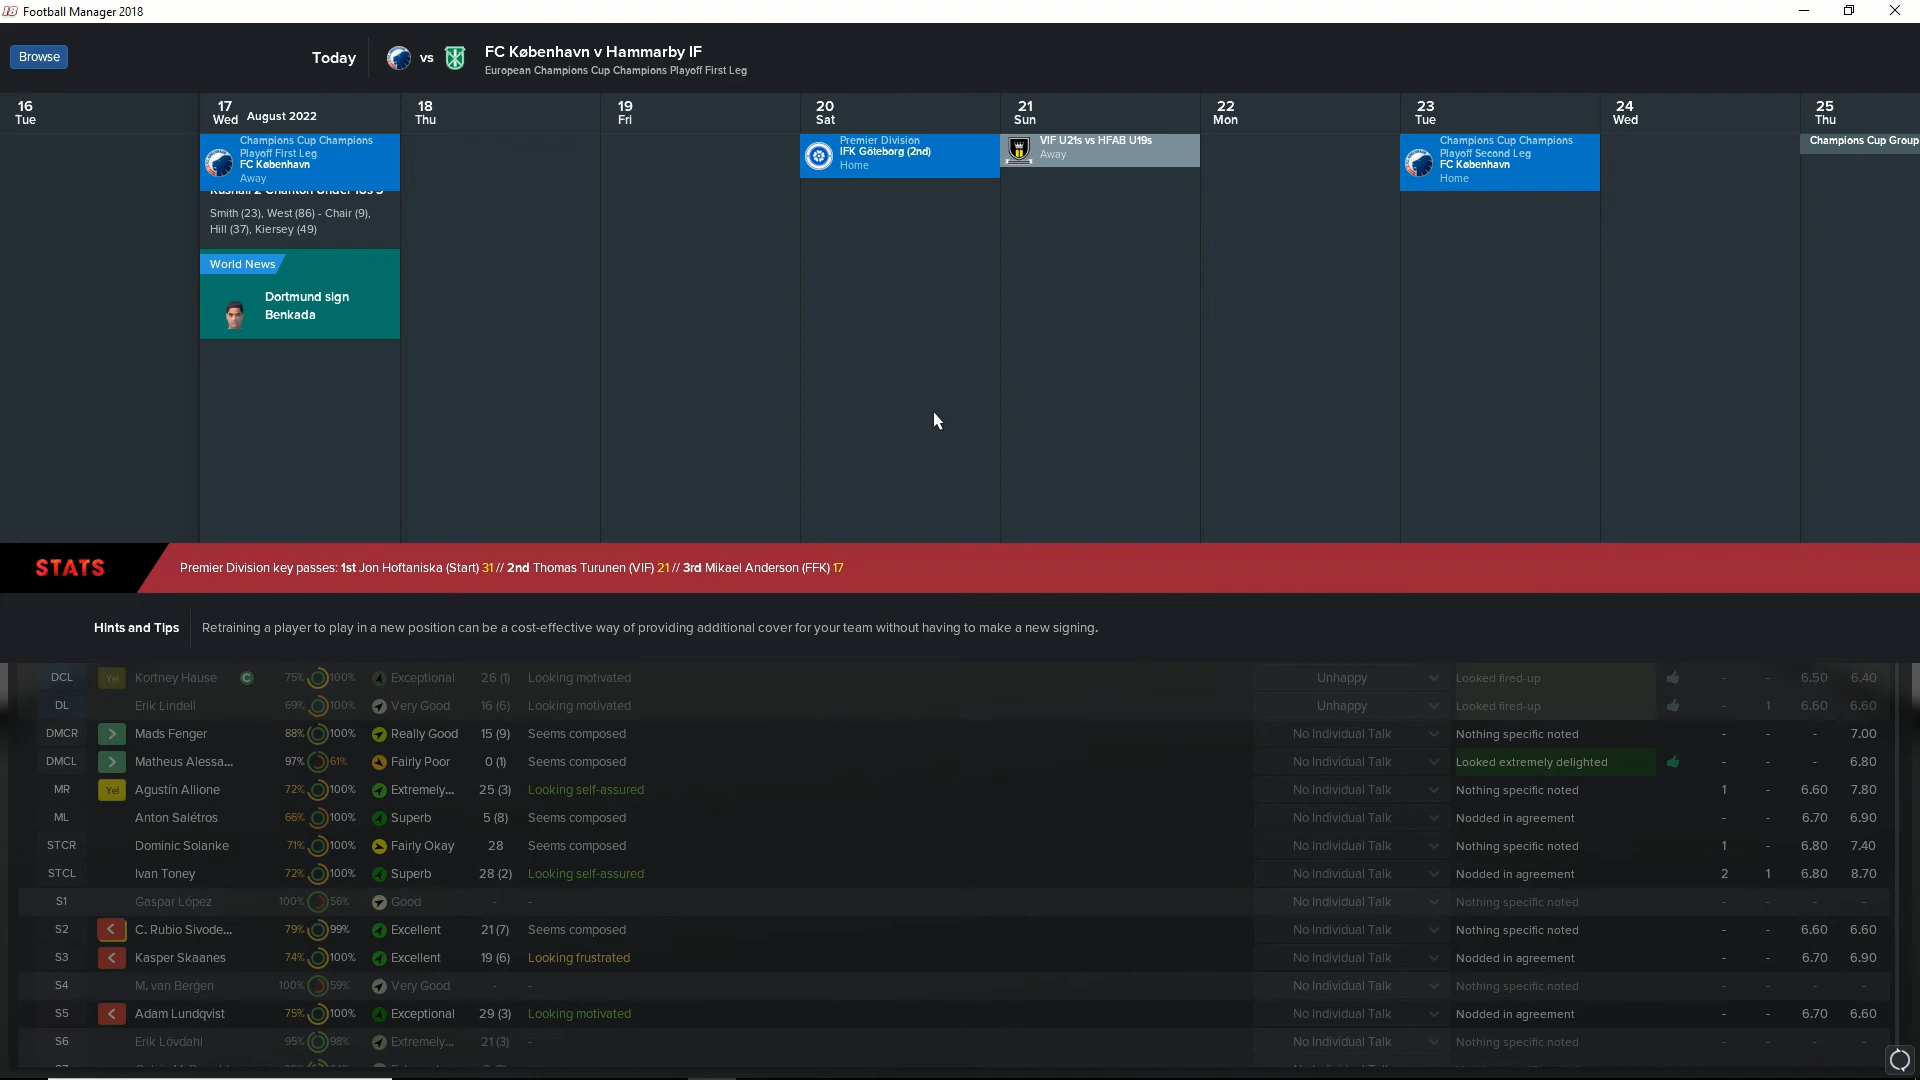 Football Manager 2018
Browse
Today
vs
FC København v Hammarby IF
European Champions Cup Champions Playoff First Leg
16
Tue
17
Wed
August 2022
18
Thu
19
Fri
20
Sat
21
Sun
22
Mon
23
Tue
24
Wed
25
Thu
Champions Cup Champions
Playoff First Leg
FC København
Away
Smith (23), West (86) - Chair (9),
Hill (37), Kiersey (49)
World News
Dortmund sign
Benkada
Premier Division
IFK Göteborg (2nd)
Home
VIF U21s vs HFAB U19s
Away
Champions Cup Champions
Playoff Second Leg
FC København
Home
Champions Cup Group
STATS
Premier Division key passes: 1st Jon Hoftaniska (Start) 31 // 2nd Thomas Turunen (VIF) 21 // 3rd Mikael Anderson (FFK) 17
Hints and Tips
Retraining a player to play in a new position can be a cost-effective way of providing additional cover for your team without having to make a new signing.
DCL Yel Kortney Hause C 75% 100% Exceptional 26 (1) Looking motivated Unhappy Looked fired-up - - 6.50 6.40
DL Erik Lindell 69% 100% Very Good 16 (6) Looking motivated Unhappy Looked fired-up - 1 6.60 6.60
DMCR Mads Fenger 88% 100% Really Good 15 (9) Seems composed No Individual Talk Nothing specific noted - - - 7.00
DMCL Matheus Alessa... 97% 61% Fairly Poor 0 (1) Seems composed No Individual Talk Looked extremely delighted - - - 6.80
MR Yel Agustín Allione 72% 100% Extremely... 25 (3) Looking self-assured No Individual Talk Nothing specific noted 1 - 6.60 7.80
ML Anton Salétros 66% 100% Superb 5 (8) Seems composed No Individual Talk Nodded in agreement - - 6.70 6.90
STCR Dominic Solanke 71% 100% Fairly Okay 28 Seems composed No Individual Talk Nothing specific noted 1 - 6.80 7.40
STCL Ivan Toney 72% 100% Superb 28 (2) Looking self-assured No Individual Talk Nodded in agreement 2 1 6.80 8.70
S1 Gaspar López 100% 56% Good - - No Individual Talk Nothing specific noted - - - -
S2 C. Rubio Sivode... 79% 99% Excellent 21 (7) Seems composed No Individual Talk Nothing specific noted - - 6.60 6.60
S3 Kasper Skaanes 74% 100% Excellent 19 (6) Looking frustrated No Individual Talk Nodded in agreement - - 6.70 6.90
S4 M. van Bergen 100% 59% Very Good - - No Individual Talk Nothing specific noted - - - -
S5 Adam Lundqvist 75% 100% Exceptional 29 (3) Looking motivated No Individual Talk Nodded in agreement - - 6.70 6.60
S6 Erik Lövdahl 95% 98% Extremely... 21 (3) - No Individual Talk Nothing specific noted - - - -